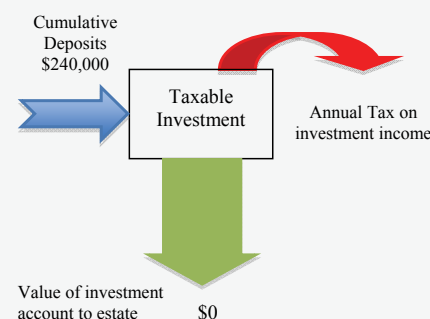 Cumulative
Deposits
$240,000
Taxable
Investment
Annual Tax on
investment income
Value of investment
account to estate $0